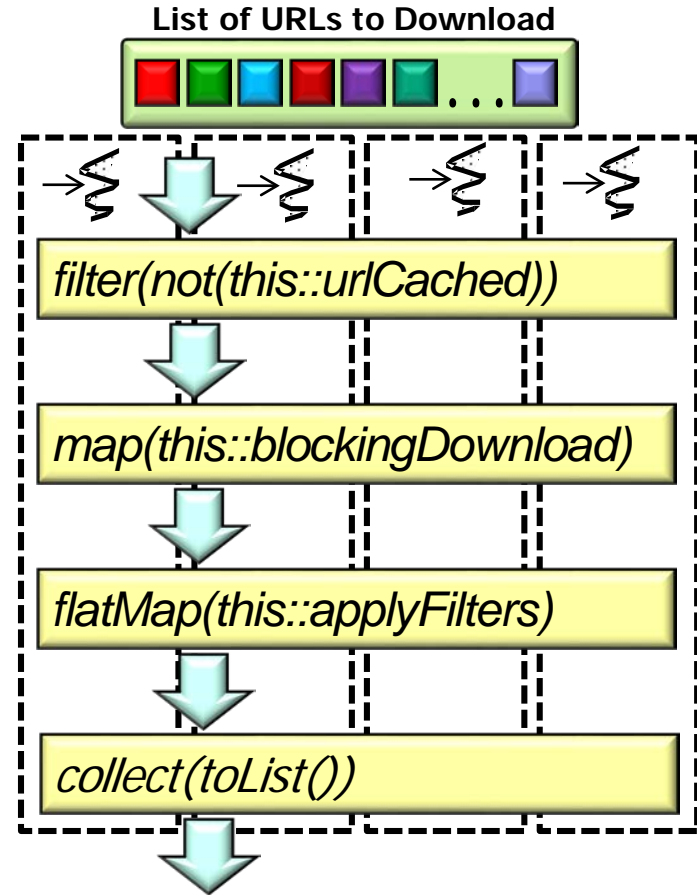 List of URLs to Download
. . .
filter(not(this::urlCached))
map(this::blockingDownload)
flatMap(this::applyFilters)
collect(toList())